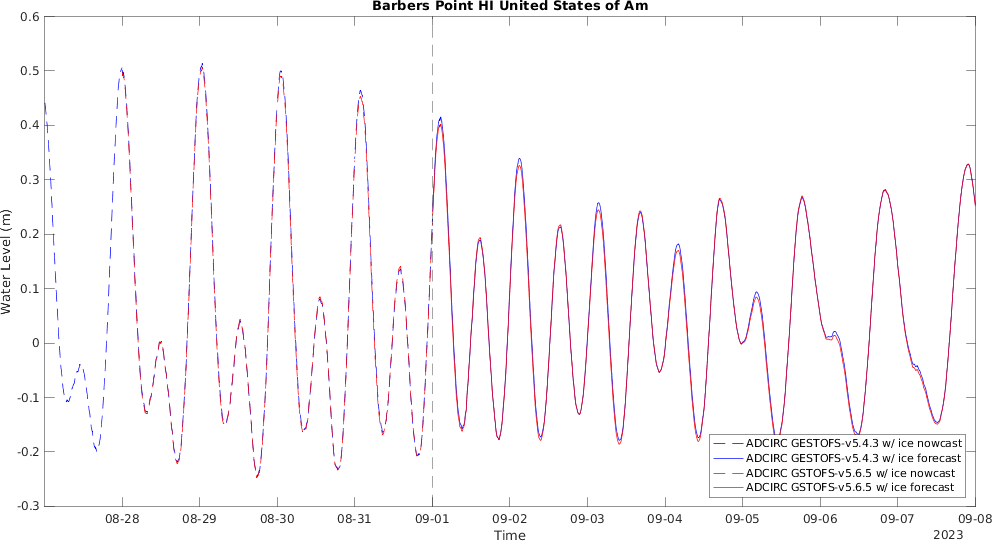 Barbers Point HI United States of Am
0.6
0.5
0.4
0.3
0.2
0.1
0
-0.1
-0.2
-0.3
Water Level (m)
ADCIRC GESTOFS-v5.4.3 w/ ice nowcast
ADCIRC GESTOFS-v5.4.3 w/ ice forecast
ADCIRC GSTOFS-v5.6.5 w/ ice nowcast
ADCIRC GSTOFS-v5.6.5 w/ ice forecast
08-28 08-29 08-30 08-31 09-01 09-02 09-03 09-04 09-05 09-06 09-07 09-08
Time
2023